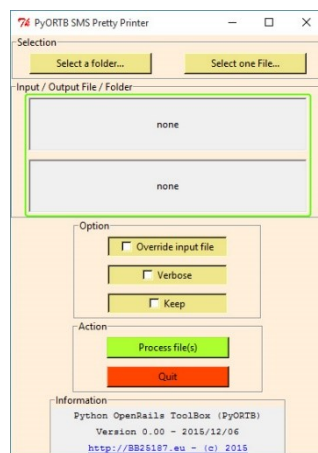 PyORTB SMS Pretty Printer
Selection
Select a folder... Select one File...
Input / Output File / Folder
none
none
Option
Override input file
Verbose
Keep
Action
Process file(s)
Quit
Information
Python OpenRails ToolBox (PyORTB)
Version 0.00 - 2015/12/06
http://BB25187.eu - (c) 2015